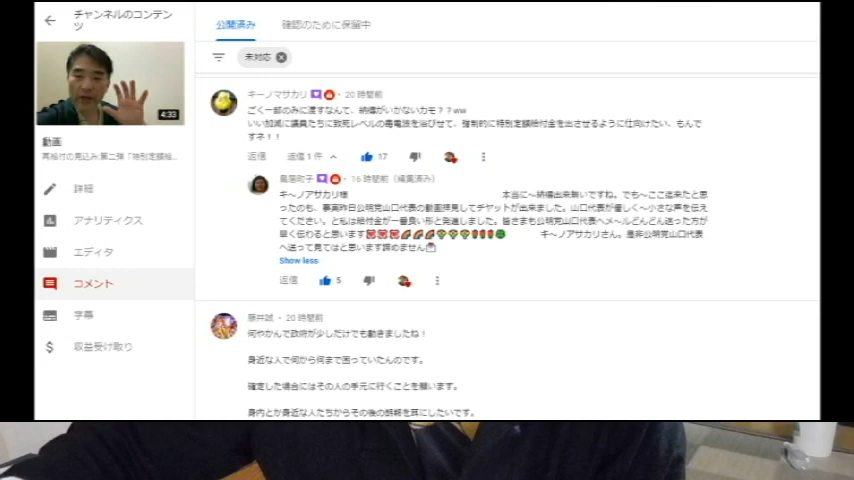 チャンネルのコンテン
ツ
4:33
動画
再給付の見込み第二弾「特別定額給...
詳細
アナリティクス
エディタ
コメント
字幕
収益受け取り
公開済み
確認のために保留中
未対応
キーノマサカリ ・ 20 時間前
ごく一部のみに渡すなんて、納得がいかないカモ？？ww
いい加減に議員たちに致死レベルの毒電波を浴びせて、強制的に特別定額給付金を出させるように仕向けたい、もんで
すネ！！
返信 返信 1 件 17
鳥居町子 ・ 16 時間前（編集済み）
キ～ノアサカリ様 本当に～納得出来無いですね。でも～ここ迄来たと思
ったのも、事実昨日公明党山口代表の動画拝見してチャットが出来ました。山口代表が優しく～小さな声を伝え
てください。と私は給付金が一番良い形と発進しました。皆さまも公明党山口代表へメ～ルどんどん送った方が
早く伝わると思います キ～ノアサカリさん。是非公明党山口代表
へ送って見てはと思います諦めません
Show less
返信 5
藤井誠 ・ 20 時間前
何やかんで政府が少しだけでも動きましたね！
身近な人で何から何まで困っていたんのです。
確定した場合にはその人の手元に行くことを願います。
身内とか身近な人たちからその後の朗報を耳にしたいです。